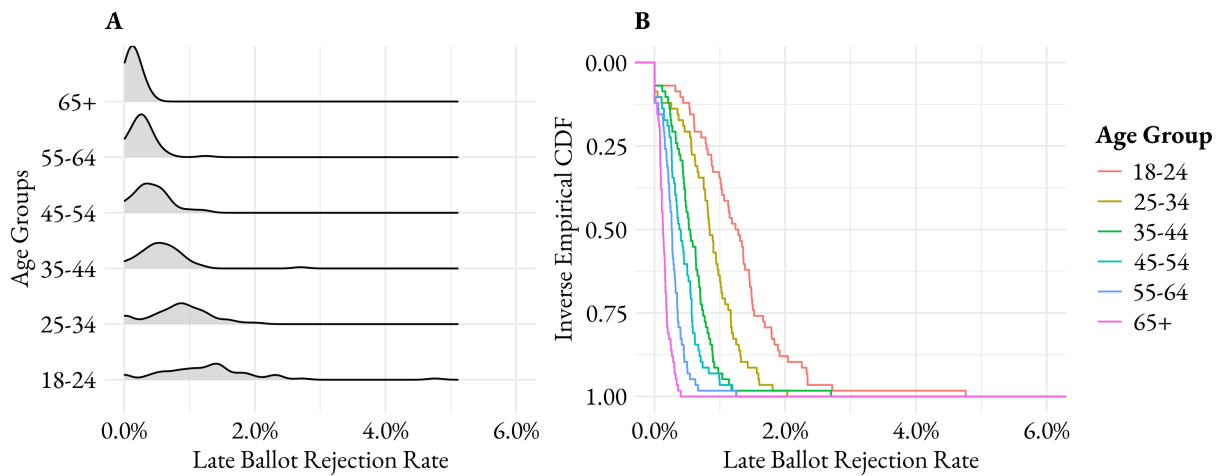 A
Age Groups
65+
55-64
45-54
35-44
25-34
18-24
0.0% 2.0% 4.0% 6.0%
Late Ballot Rejection Rate
B
Inverse Empirical CDF
0.00
0.25
0.50
0.75
1.00
0.0% 2.0% 4.0% 6.0%
Late Ballot Rejection Rate
Age Group
18-24
25-34
35-44
45-54
55-64
65+